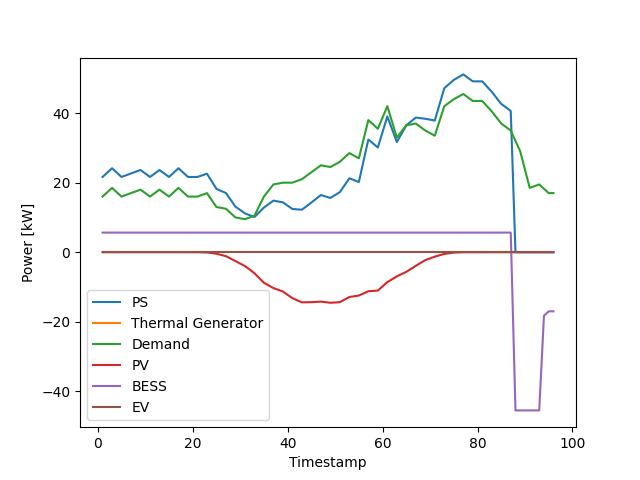 40
20
0
−20
−40
Power [kW]
PS
Thermal Generator
Demand
PV
BESS
EV
0 20 40 60 80 100
Timestamp